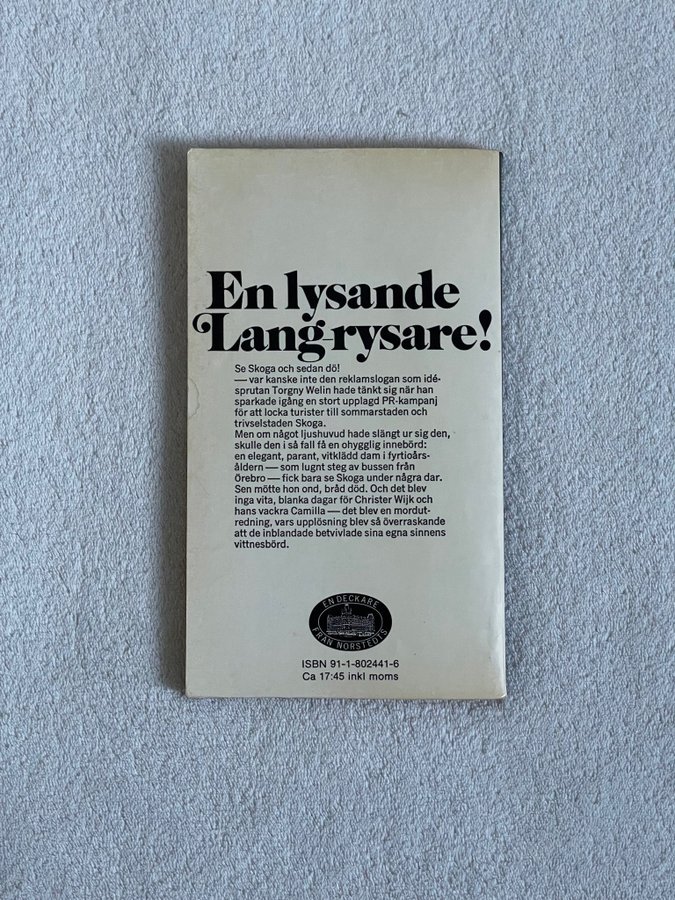 En lysande
Lang-rysare!
Se Skoga och sedan dö!
— var kanske inte den reklamslogan som idé-
sprutan Torgny Welin hade tänkt sig när han
sparkade igång en stort upplagd PR-kampanj
för att locka turister till sommarstaden och
trivselstaden Skoga.
Men om något ljushuvud hade slängt ur sig den,
skulle den i så fall få en ohygglig innebörd:
en elegant, parant, vitklädd dam i fyrtioårs-
åldern — som lugnt steg av bussen från
Örebro — fick bara se Skoga under några dar.
Sen mötte hon ond, bråd död. Och det blev
inga vita, blanka dagar för Christer Wijk och
hans vackra Camilla — det blev en mordut-
redning, vars upplösning blev så överraskande
att de inblandade betvivlade sina egna sinnens
vittnesbörd.
EN DECKARE
FRÅN NORSTEDTS
ISBN 91-1-802441-6
Ca 17:45 inkl moms